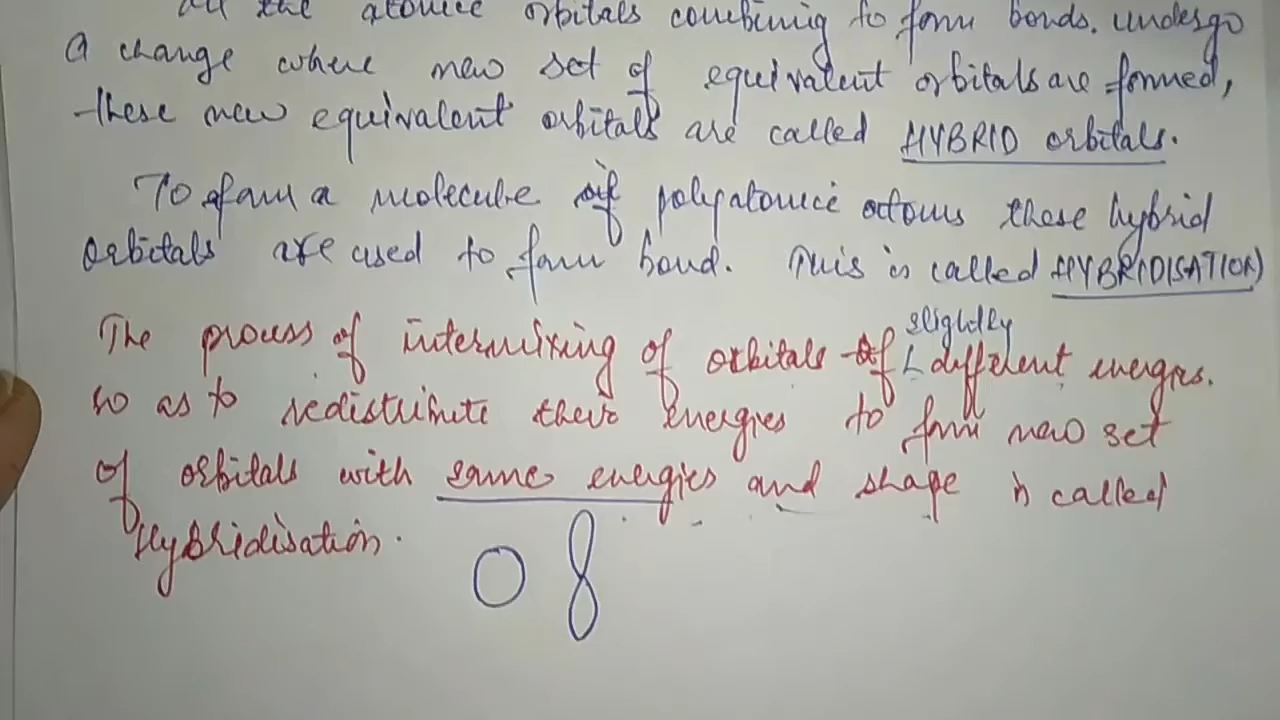 all the atomic orbitals combining to form bonds. undergo
a change where new set of equivalent orbitals are formed,
these new equivalent orbitals are called HYBRID orbitals.
To form a molecule of polyatomic atoms these hybrid
orbitals are used to form bond. This is called HYBRIDISATION
slightly
The process of intermixing of orbitals of different energies.
so as to redistribute their energies to form new set
of orbitals with same energies and shape is called
Hybridisation.